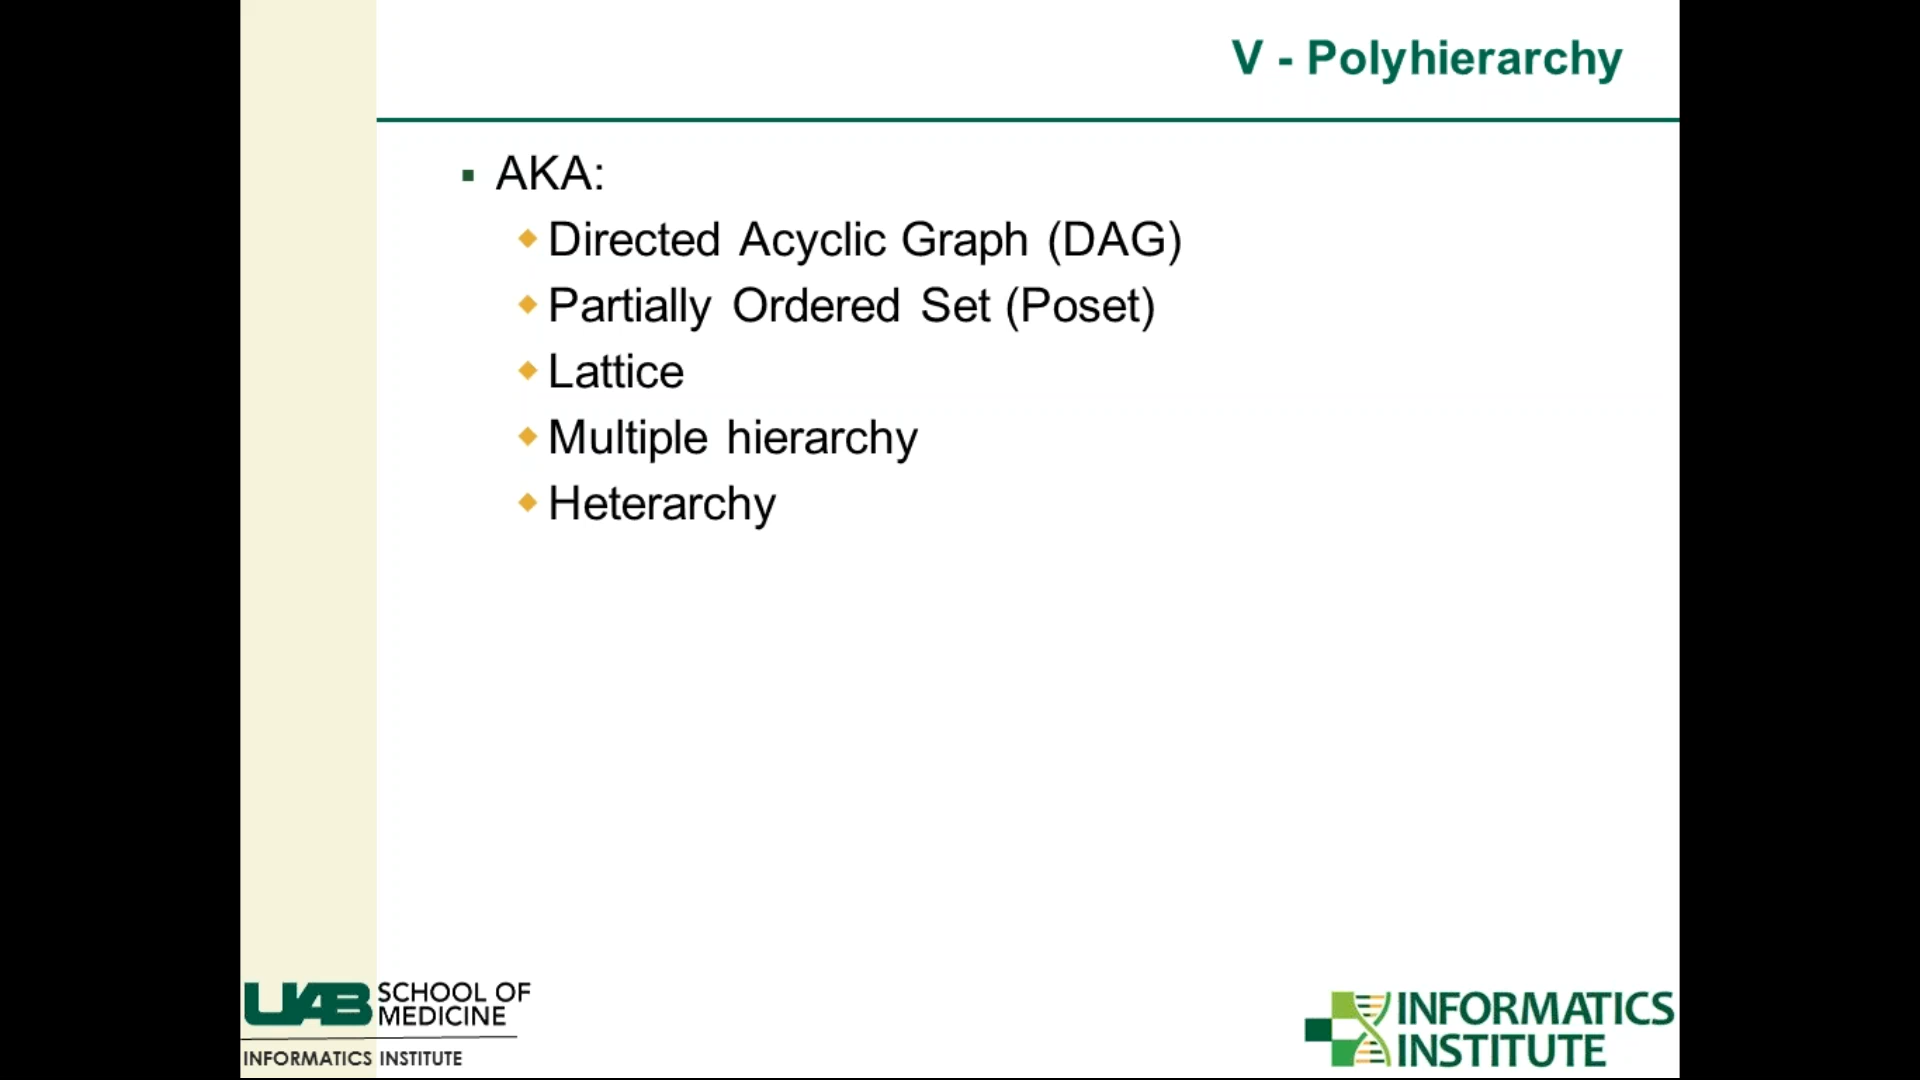 V - Polyhierarchy
AKA:
Directed Acyclic Graph (DAG)
Partially Ordered Set (Poset)
Lattice
Multiple hierarchy
Heterarchy
UAB SCHOOL OF
MEDICINE
INFORMATICS INSTITUTE
INFORMATICS
INSTITUTE